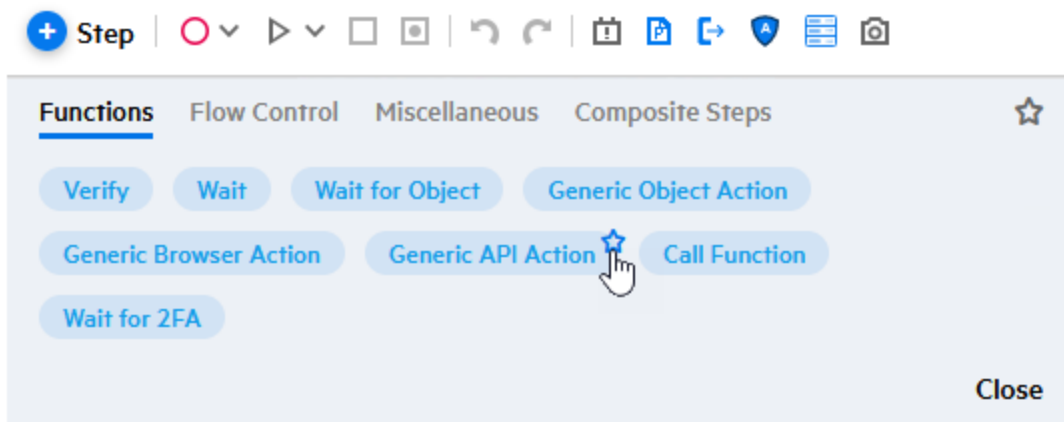 Step
Functions Flow Control Miscellaneous Composite Steps
Verify Wait Wait for Object Generic Object Action
Generic Browser Action Generic API Action Call Function
Wait for 2FA
Close